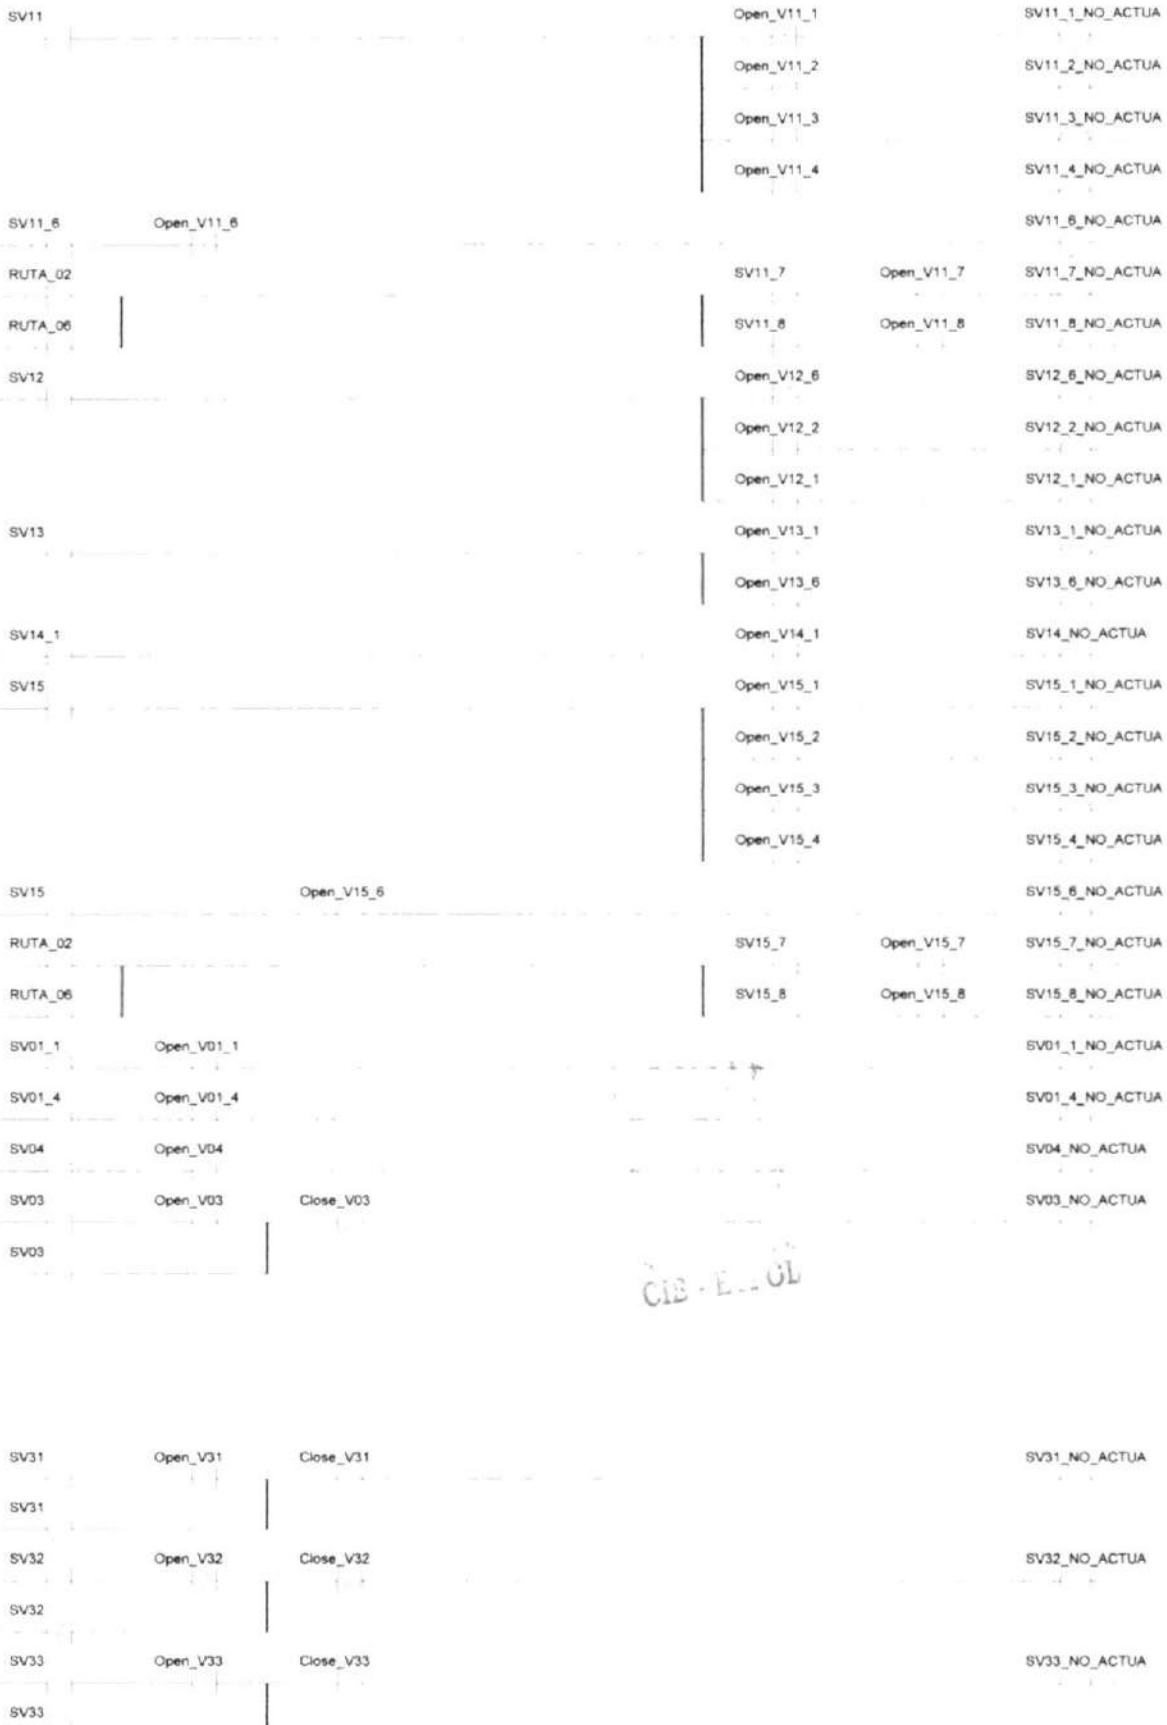 SV11 Open_V11_1 SV11_1_NO_ACTUA
Open_V11_2 SV11_2_NO_ACTUA
Open_V11_3 SV11_3_NO_ACTUA
Open_V11_4 SV11_4_NO_ACTUA
SV11_6 Open_V11_6 SV11_6_NO_ACTUA
RUTA_02 SV11_7 Open_V11_7 SV11_7_NO_ACTUA
RUTA_06 SV11_8 Open_V11_8 SV11_8_NO_ACTUA
SV12 Open_V12_6 SV12_6_NO_ACTUA
Open_V12_2 SV12_2_NO_ACTUA
Open_V12_1 SV12_1_NO_ACTUA
SV13 Open_V13_1 SV13_1_NO_ACTUA
Open_V13_6 SV13_6_NO_ACTUA
SV14_1 Open_V14_1 SV14_NO_ACTUA
SV15 Open_V15_1 SV15_1_NO_ACTUA
Open_V15_2 SV15_2_NO_ACTUA
Open_V15_3 SV15_3_NO_ACTUA
Open_V15_4 SV15_4_NO_ACTUA
SV15 Open_V15_6 SV15_6_NO_ACTUA
RUTA_02 SV15_7 Open_V15_7 SV15_7_NO_ACTUA
RUTA_06 SV15_8 Open_V15_8 SV15_8_NO_ACTUA
SV01_1 Open_V01_1 SV01_1_NO_ACTUA
SV01_4 Open_V01_4 SV01_4_NO_ACTUA
SV04 Open_V04 SV04_NO_ACTUA
SV03 Open_V03 Close_V03 SV03_NO_ACTUA
SV03
CIB -
SV31 Open_V31 Close_V31 SV31_NO_ACTUA
SV31
SV32 Open_V32 Close_V32 SV32_NO_ACTUA
SV32
SV33 Open_V33 Close_V33 SV33_NO_ACTUA
SV33